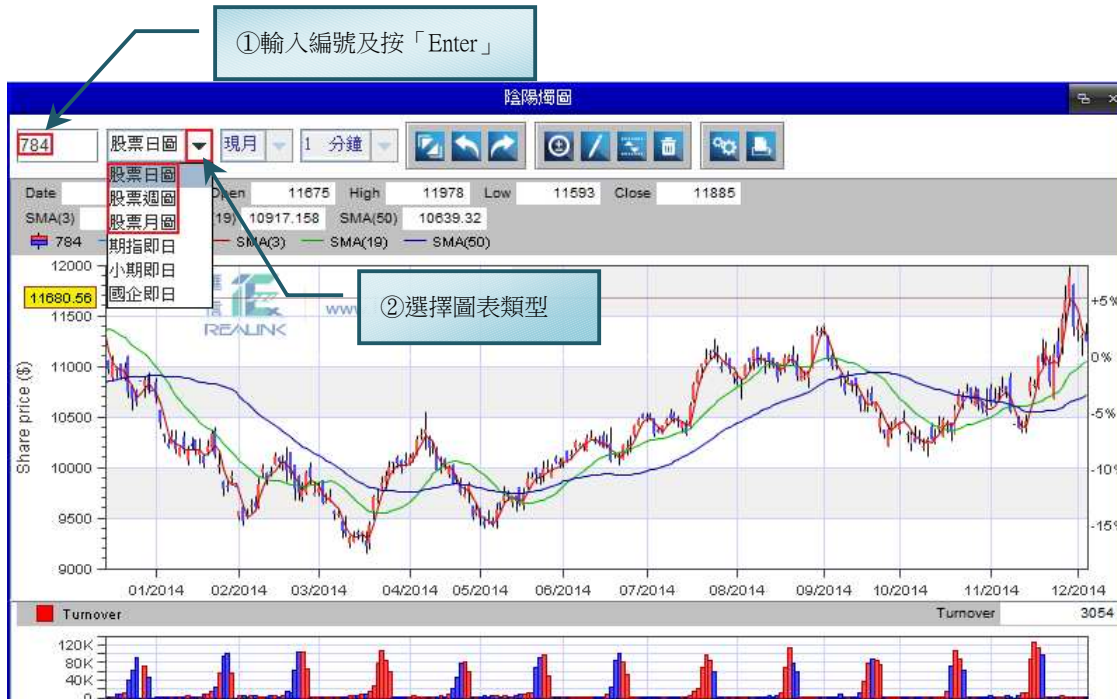 ①輸入編號及按「Enter」
陰陽燭圖
784 股票日圖 現月 1 分鐘
股票日圖
股票週圖
股票月圖
期指即日
小期即日
國企即日
Date Open 11675 High 11978 Low 11593 Close 11885
SMA(3) (19) 10917.158 SMA(50) 10639.32
784 SMA(3) SMA(19) SMA(50)
②選擇圖表類型
REALINK
www
Share price ($)
12000
11680.56
11500
11000
10500
10000
9500
9000
+5%
0%
-5%
-10%
-15%
01/2014 02/2014 03/2014 04/2014 05/2014 06/2014 07/2014 08/2014 09/2014 10/2014 11/2014 12/2014
Turnover Turnover 3054
120K
80K
40K
0